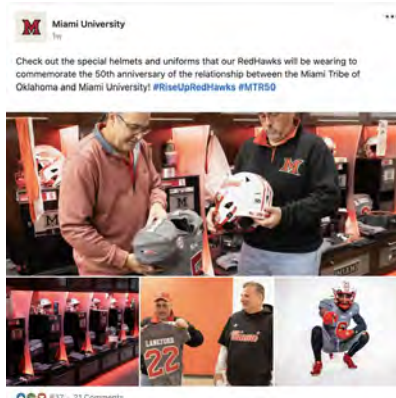 Miami University
1w
Check out the special helmets and uniforms that our RedHawks will be wearing to
commemorate the 50th anniversary of the relationship between the Miami Tribe of
Oklahoma and Miami University! #RiseUpRedHawks #MTR50
M
LANKFORD
22
637 · 21 Comments